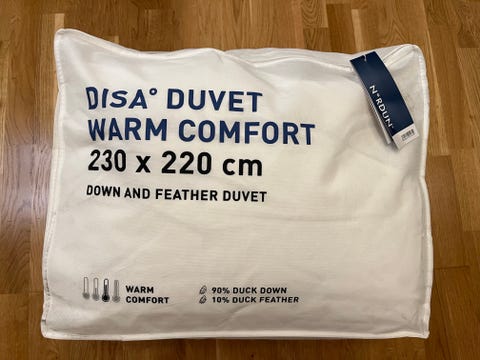 DISA° DUVET
WARM COMFORT
230 x 220 cm
DOWN AND FEATHER DUVET
N°RDUN
WARM
COMFORT
90% DUCK DOWN
10% DUCK FEATHER